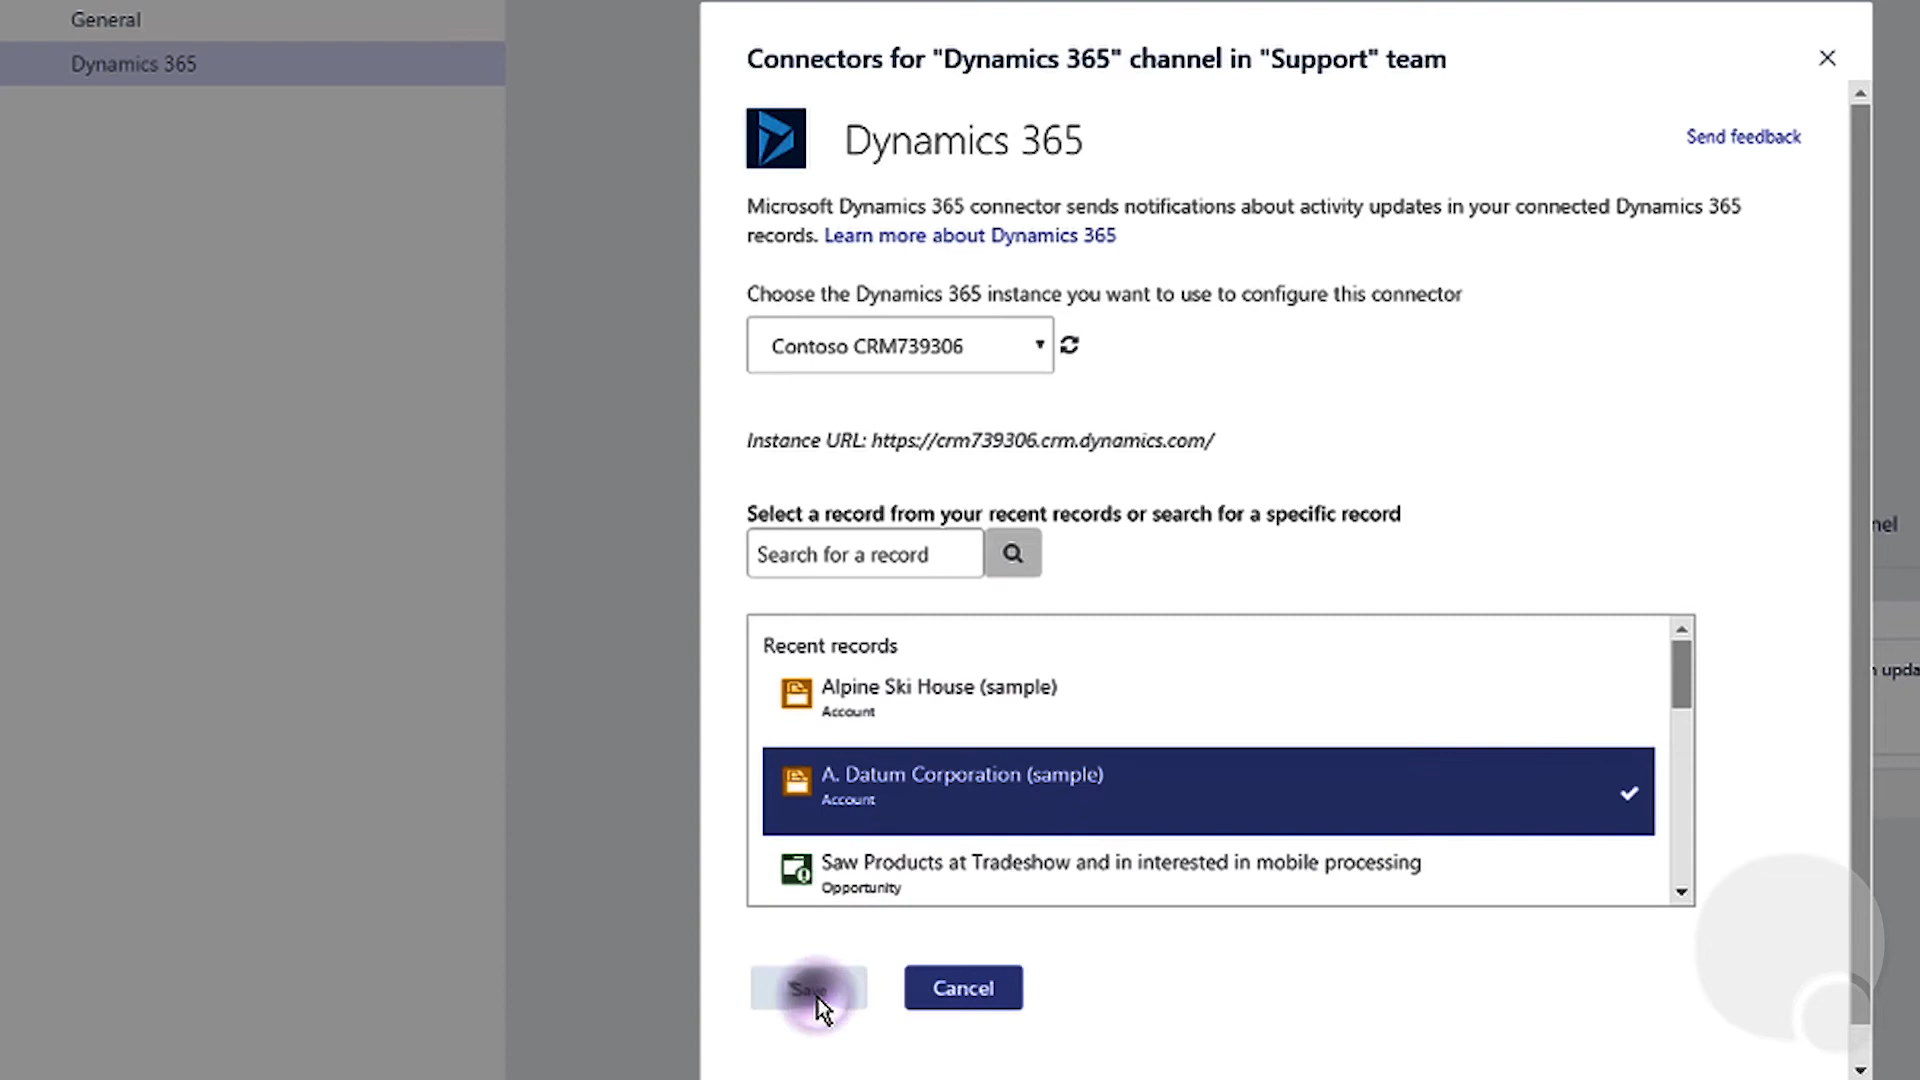 General
Dynamics 365
Connectors for "Dynamics 365" channel in "Support" team
Dynamics 365
Send feedback
Microsoft Dynamics 365 connector sends notifications about activity updates in your connected Dynamics 365
records. Learn more about Dynamics 365
Choose the Dynamics 365 instance you want to use to configure this connector
Contoso CRM739306
Instance URL: https://crm739306.crm.dynamics.com/
Select a record from your recent records or search for a specific record
nel
Search for a record
Recent records
Alpine Ski House (sample)
Account
upda
A. Datum Corporation (sample)
Account
Saw Products at Tradeshow and in interested in mobile processing
Opportunity
Save
Cancel